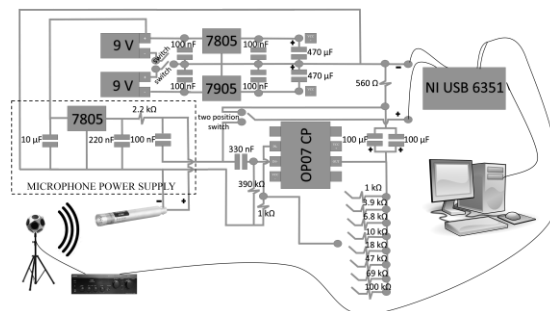 9 V
9 V
switch
switch
100 nF
100 nF
7805
7905
100 nF
100 nF
+
470 µF
470 µF
+
−
560 Ω
+
NI USB 6351
7805
2.2 kΩ
10 µF
220 nF
100 nF
MICROPHONE POWER SUPPLY
− +
two position
switch
330 nF
OP07 CP
390 kΩ
1 kΩ
100 µF
100 µF
+ +
1 kΩ
3.9 kΩ
6.8 kΩ
10 kΩ
18 kΩ
47 kΩ
69 kΩ
100 kΩ